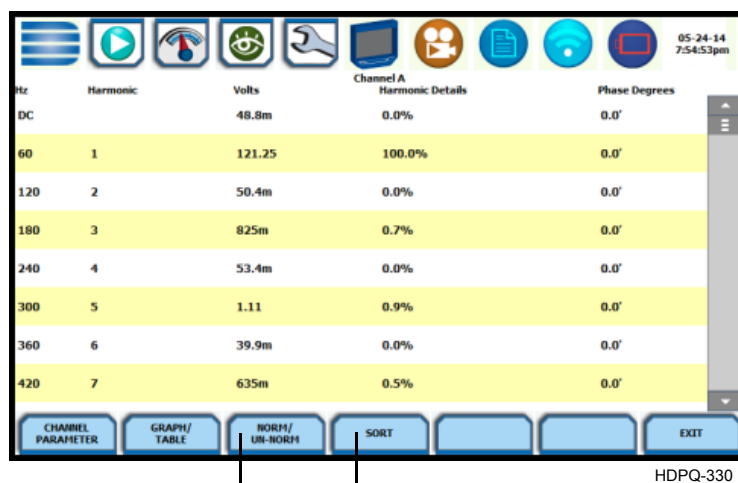 05-24-14
7:54:53pm
Channel A
Hz Harmonic Volts Harmonic Details Phase Degrees
DC 48.8m 0.0% 0.0'
60 1 121.25 100.0% 0.0'
120 2 50.4m 0.0% 0.0'
180 3 825m 0.7% 0.0'
240 4 53.4m 0.0% 0.0'
300 5 1.11 0.9% 0.0'
360 6 39.9m 0.0% 0.0'
420 7 635m 0.5% 0.0'
CHANNEL PARAMETER
GRAPH/ TABLE
NORM/ UN-NORM
SORT
EXIT
HDPQ-330